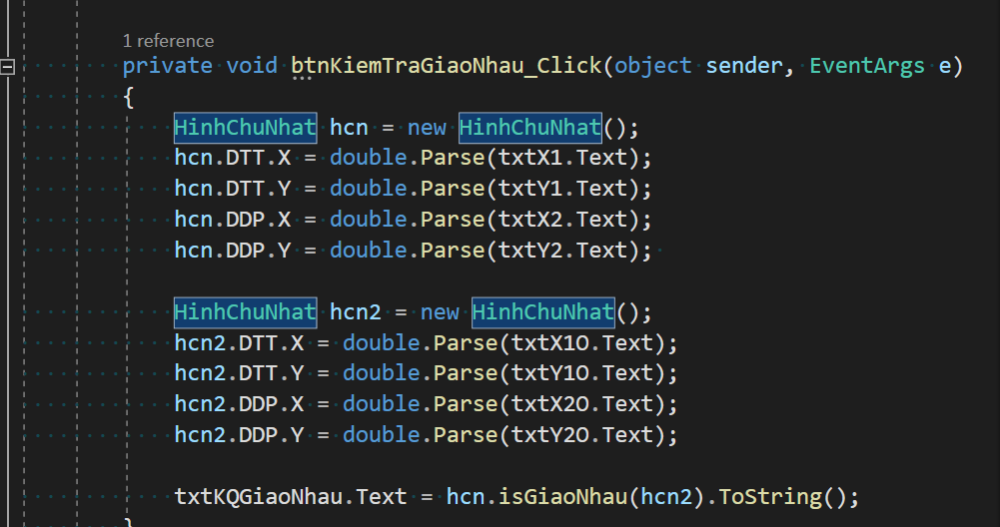 1 reference
private void btnKiemTraGiaoNhau_Click(object sender, EventArgs e)
{
HinhChuNhat hcn = new HinhChuNhat();
hcn.DTT.X = double.Parse(txtX1.Text);
hcn.DTT.Y = double.Parse(txtY1.Text);
hcn.DDP.X = double.Parse(txtX2.Text);
hcn.DDP.Y = double.Parse(txtY2.Text);
HinhChuNhat hcn2 = new HinhChuNhat();
hcn2.DTT.X = double.Parse(txtX1O.Text);
hcn2.DTT.Y = double.Parse(txtY1O.Text);
hcn2.DDP.X = double.Parse(txtX2O.Text);
hcn2.DDP.Y = double.Parse(txtY2O.Text);
txtKQGiaoNhau.Text = hcn.isGiaoNhau(hcn2).ToString();
}